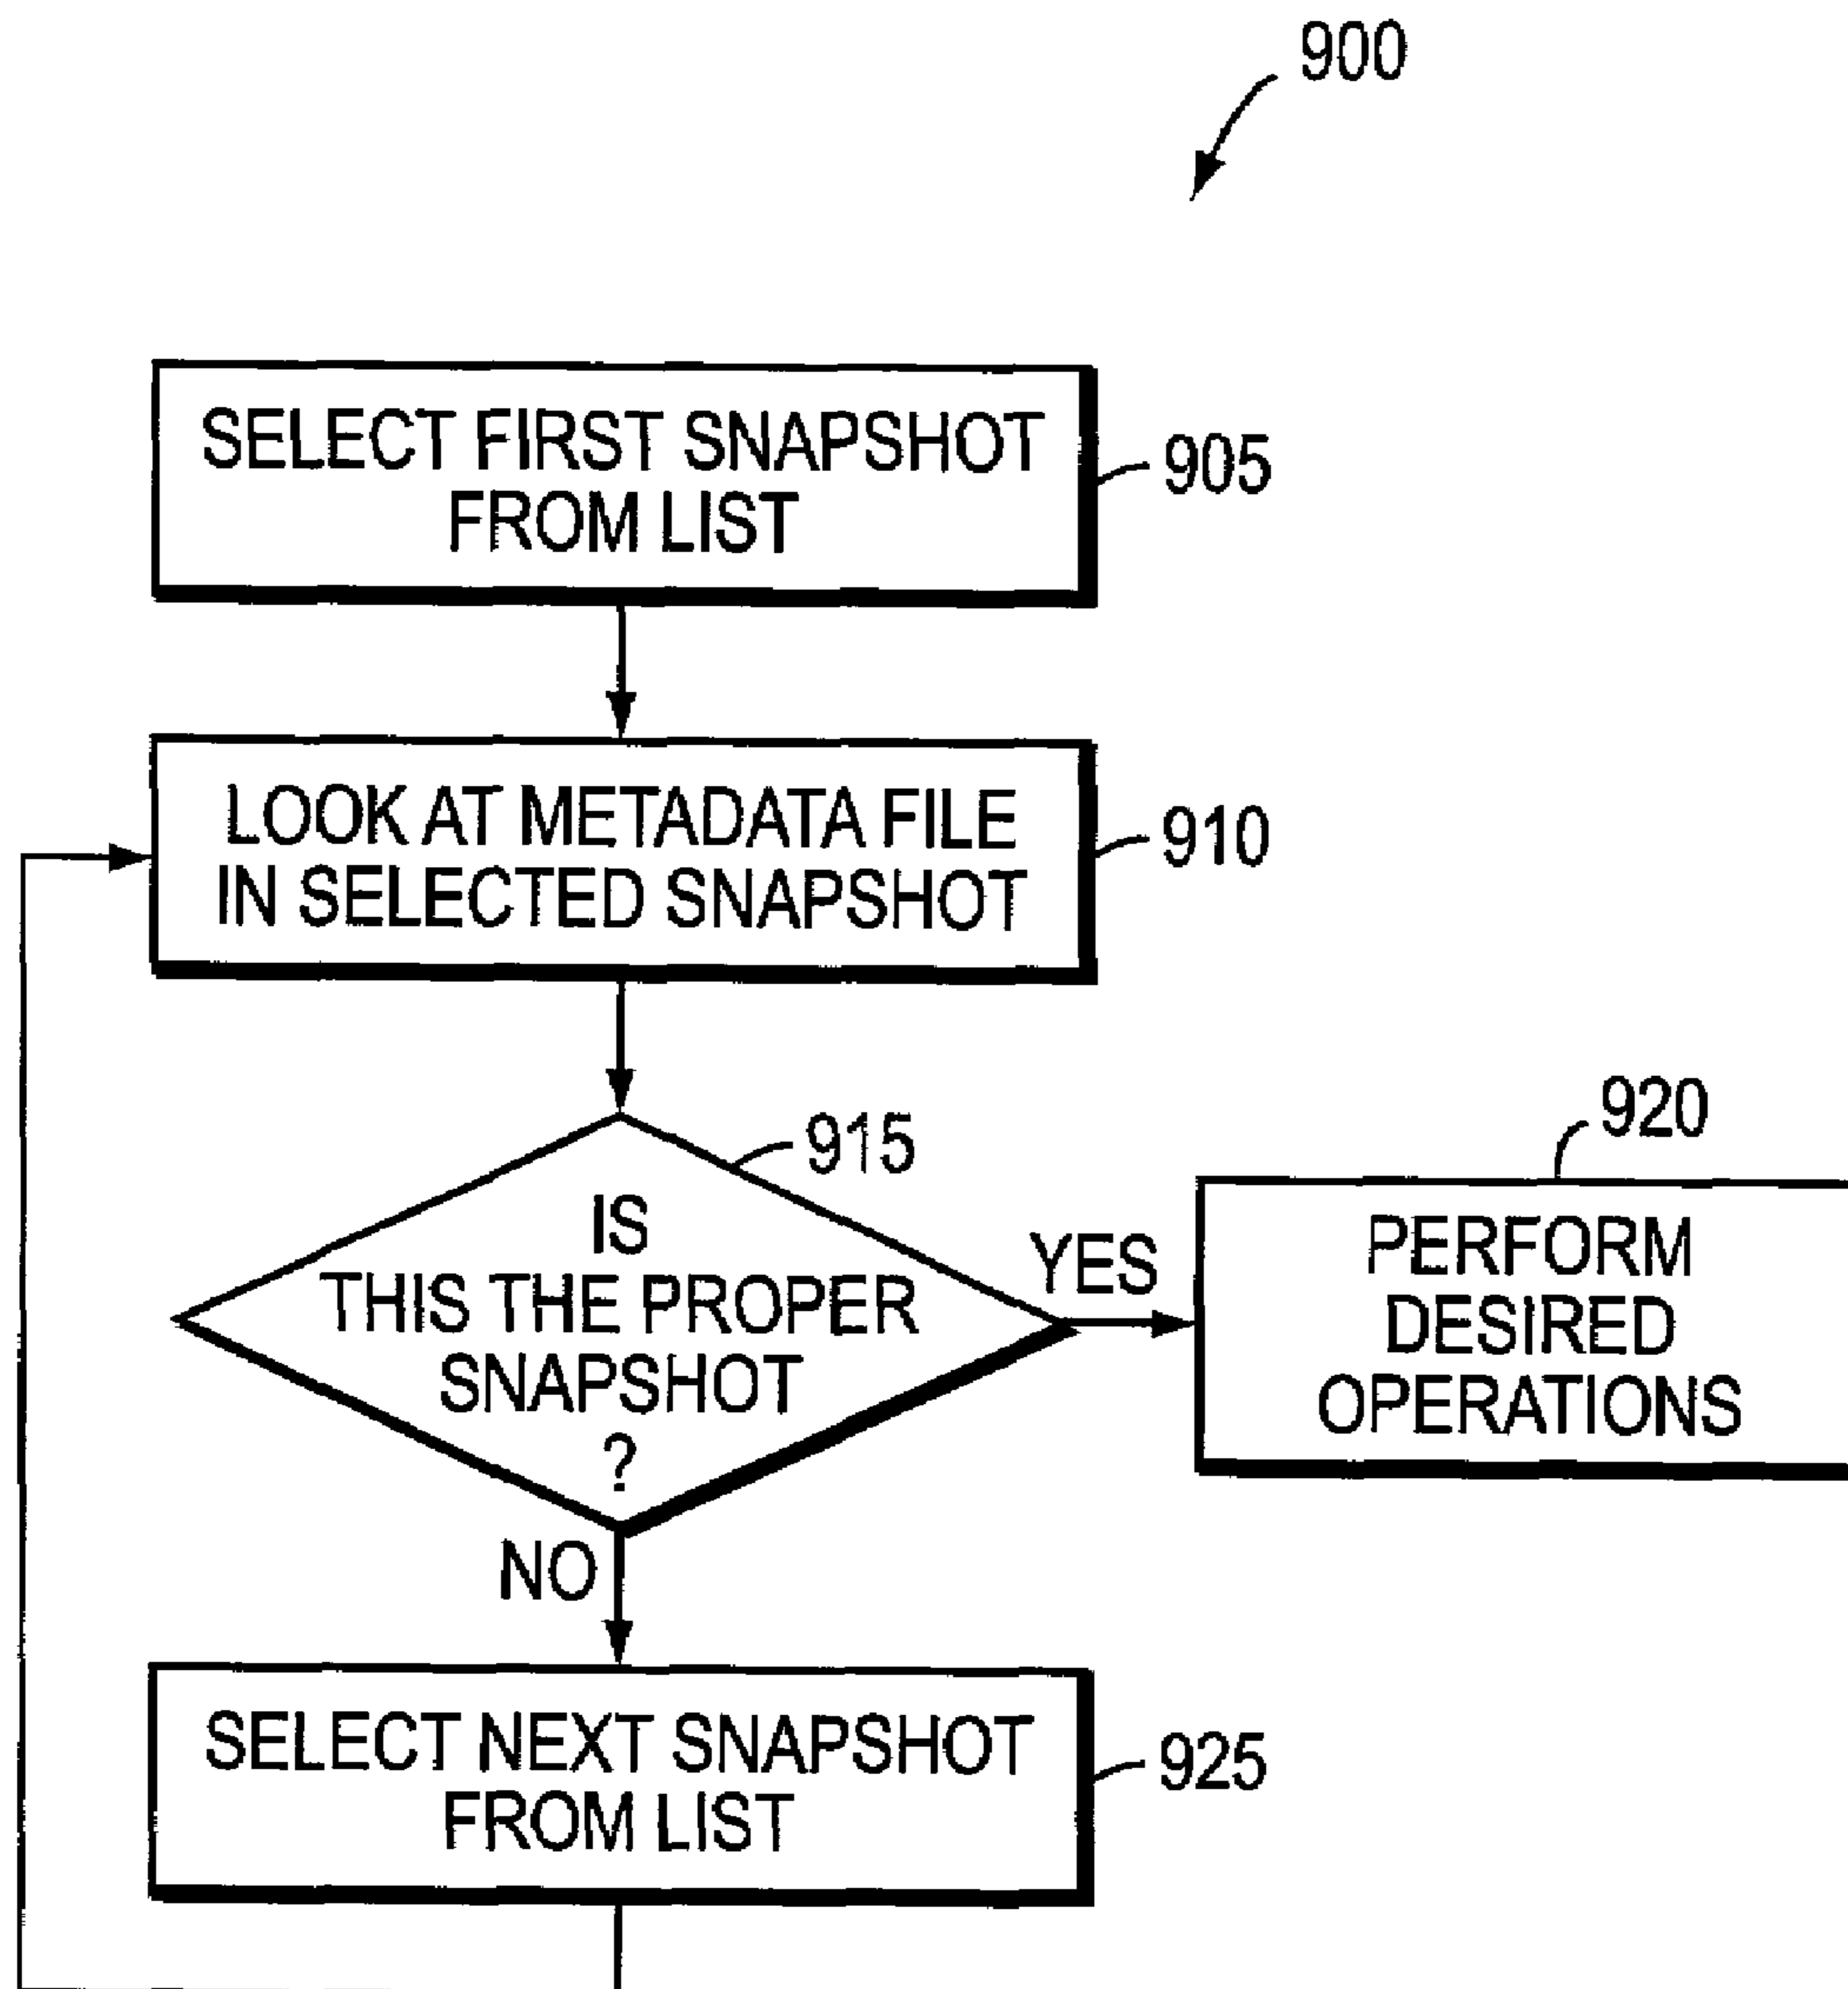 900
SELECT FIRST SNAPSHOT
FROM LIST
905
LOOK AT METADATA FILE
IN SELECTED SNAPSHOT
910
915
IS
THIS THE PROPER
SNAPSHOT
?
YES
920
PERFORM
DESIRED
OPERATIONS
NO
SELECT NEXT SNAPSHOT
FROM LIST
925